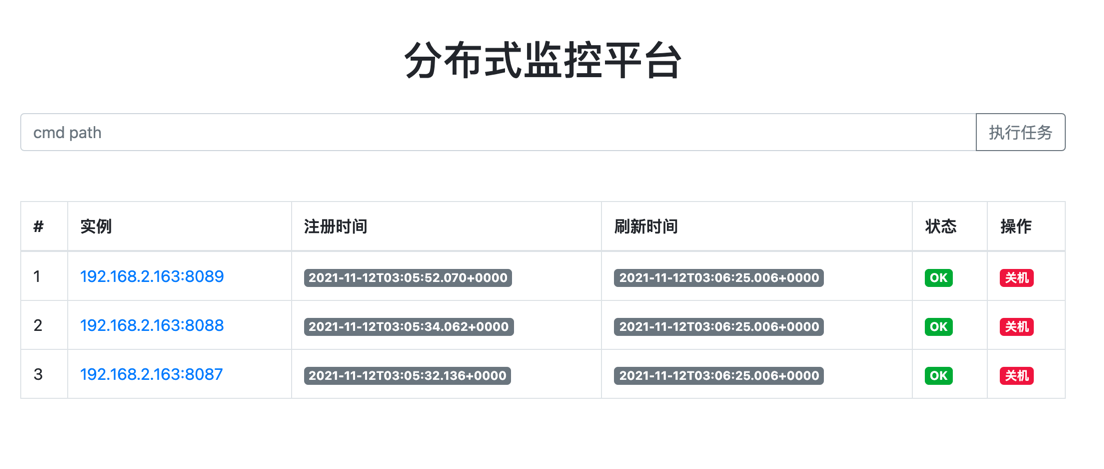 分布式监控平台
cmd path 执行任务
# 实例 注册时间 刷新时间 状态 操作
1 192.168.2.163:8089 2021-11-12T03:05:52.070+0000 2021-11-12T03:06:25.006+0000 OK 关机
2 192.168.2.163:8088 2021-11-12T03:05:34.062+0000 2021-11-12T03:06:25.006+0000 OK 关机
3 192.168.2.163:8087 2021-11-12T03:05:32.136+0000 2021-11-12T03:06:25.006+0000 OK 关机